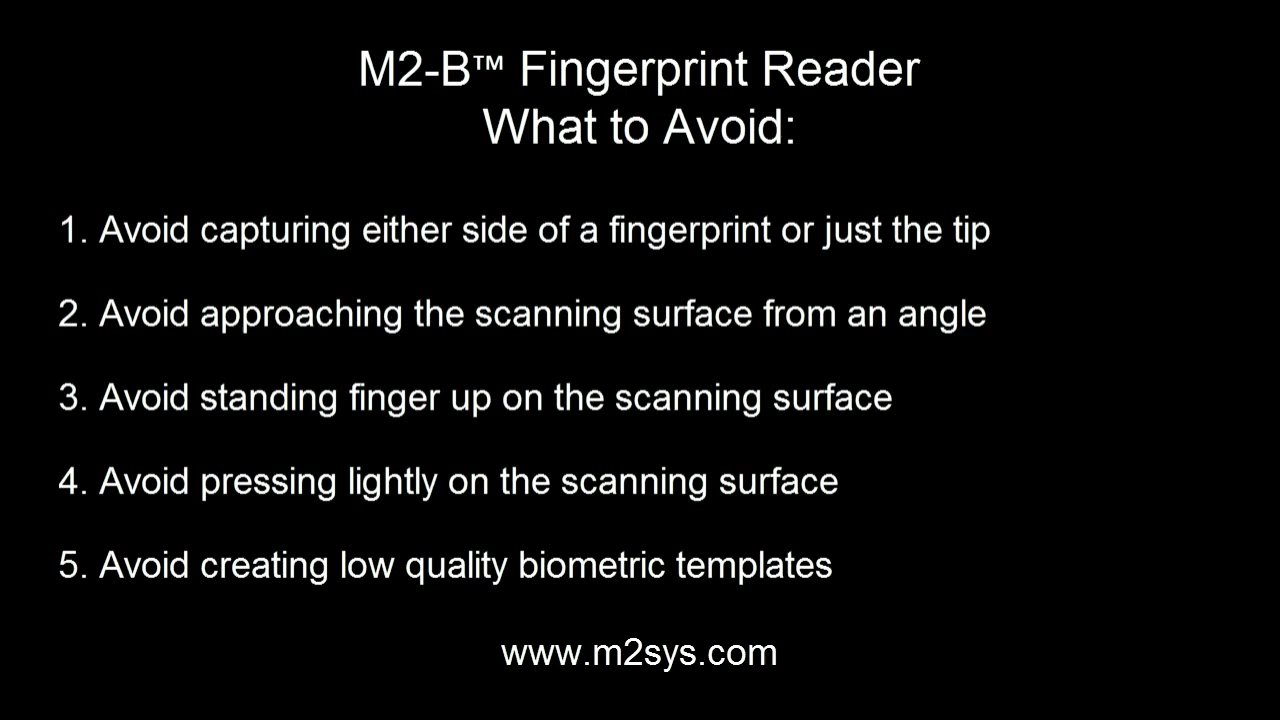 M2-B™ Fingerprint Reader
What to Avoid:
1. Avoid capturing either side of a fingerprint or just the tip
2. Avoid approaching the scanning surface from an angle
3. Avoid standing finger up on the scanning surface
4. Avoid pressing lightly on the scanning surface
5. Avoid creating low quality biometric templates
www.m2sys.com